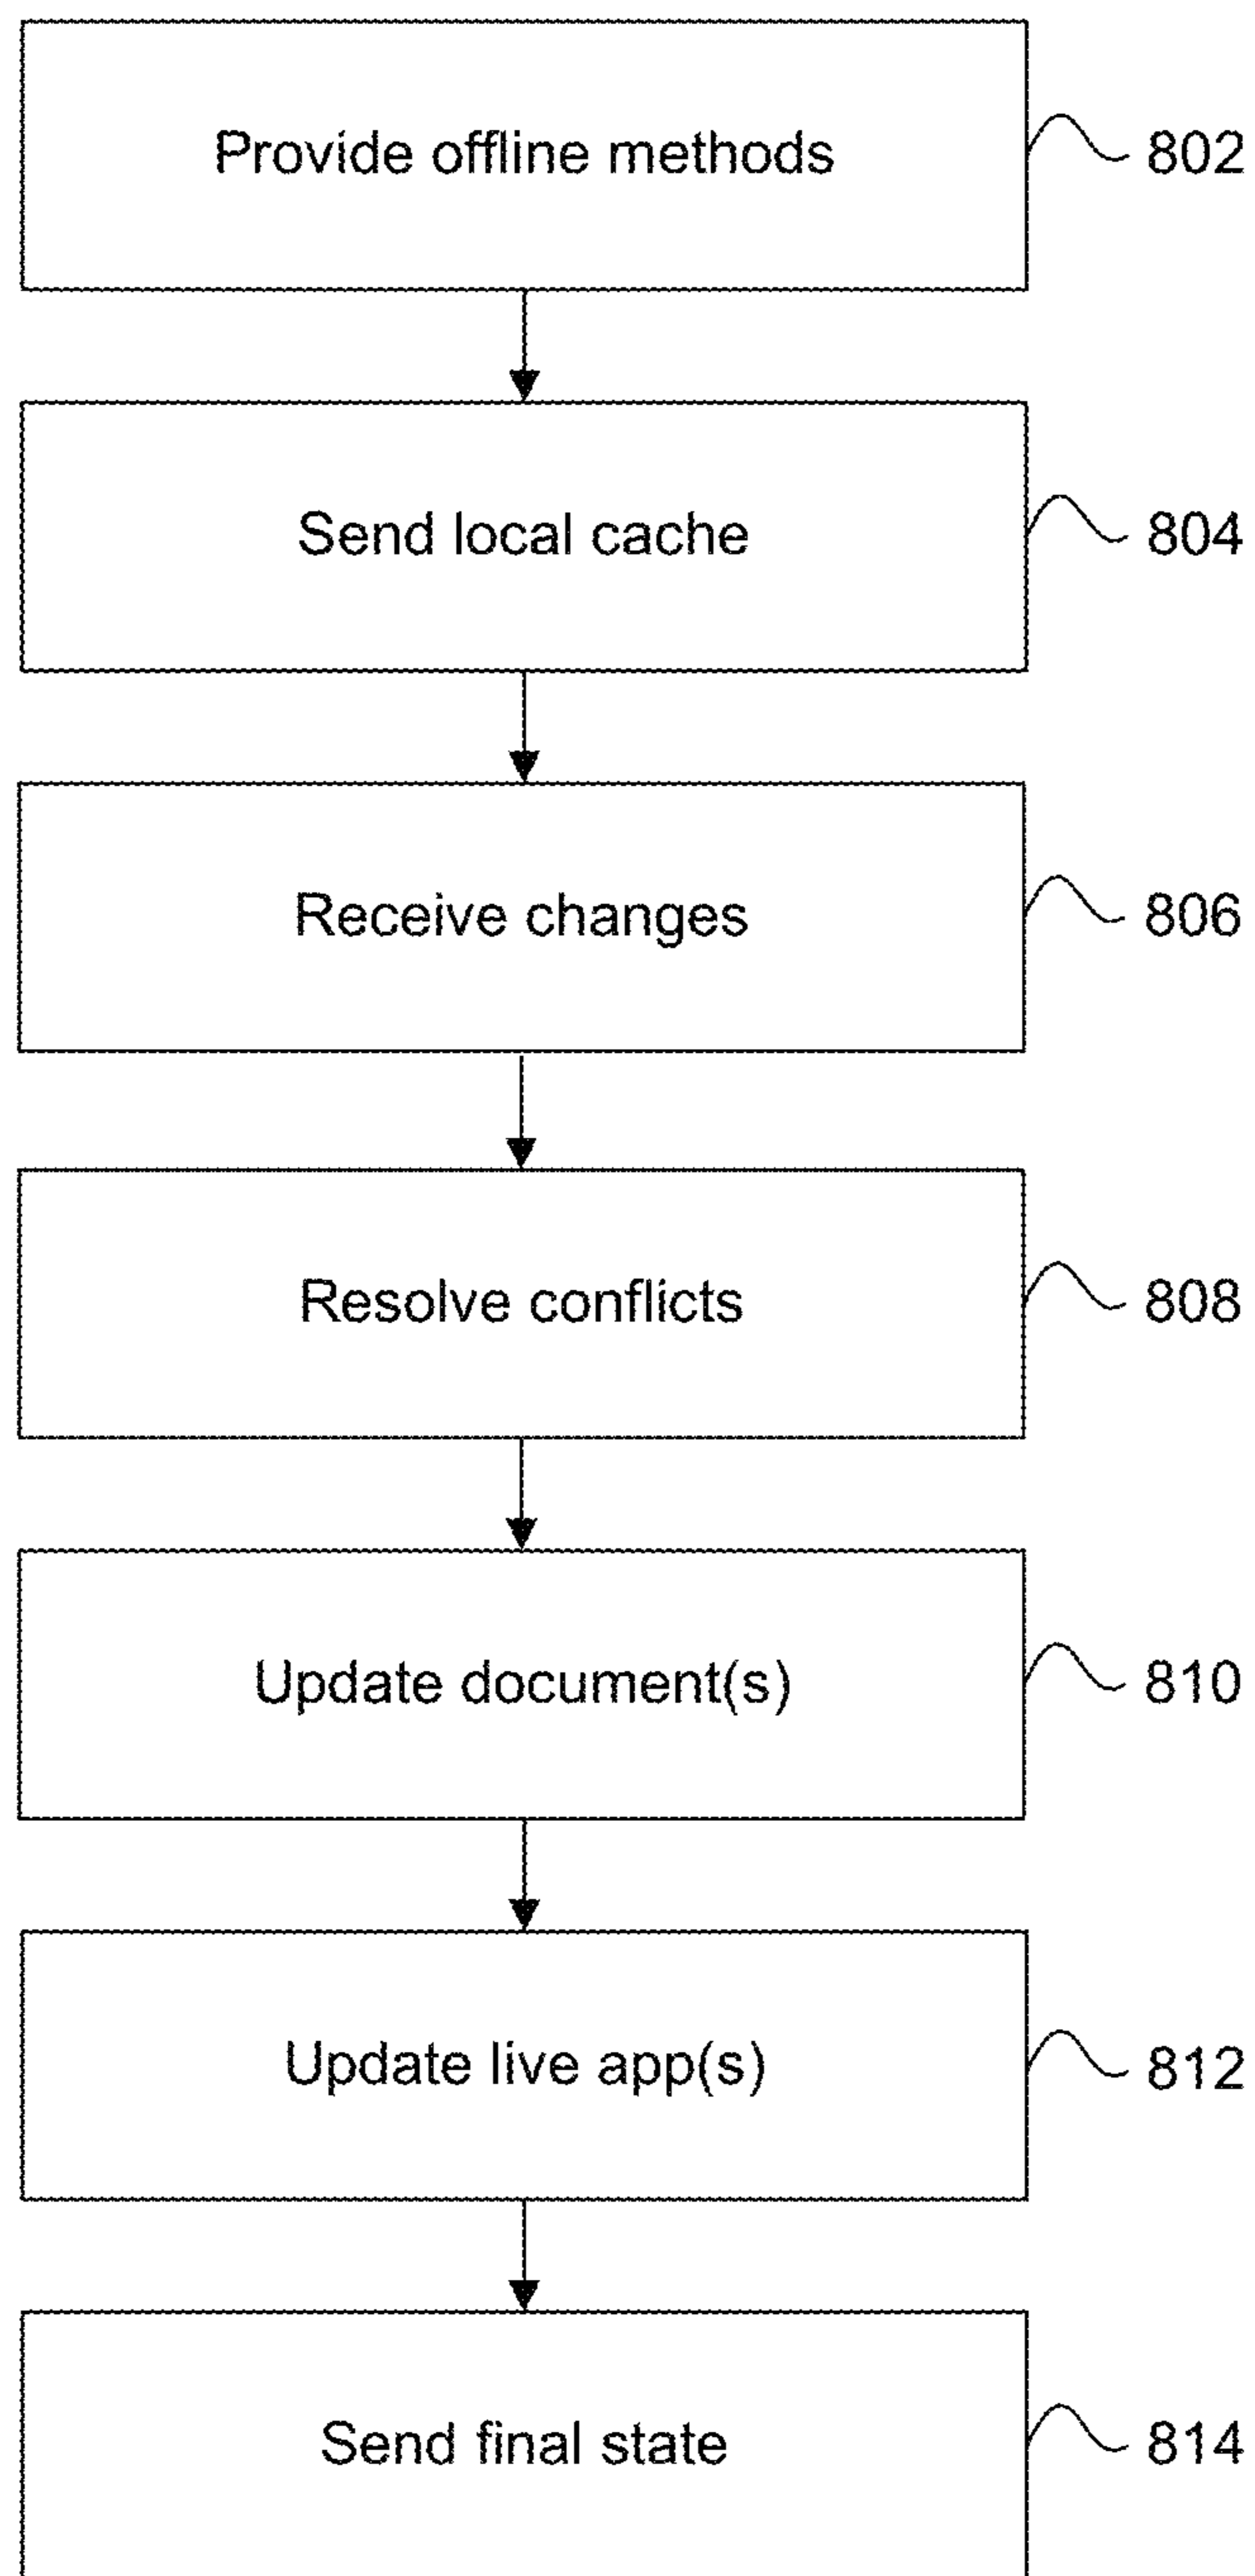 Provide offline methods 802
Send local cache 804
Receive changes 806
Resolve conflicts 808
Update document(s) 810
Update live app(s) 812
Send final state 814